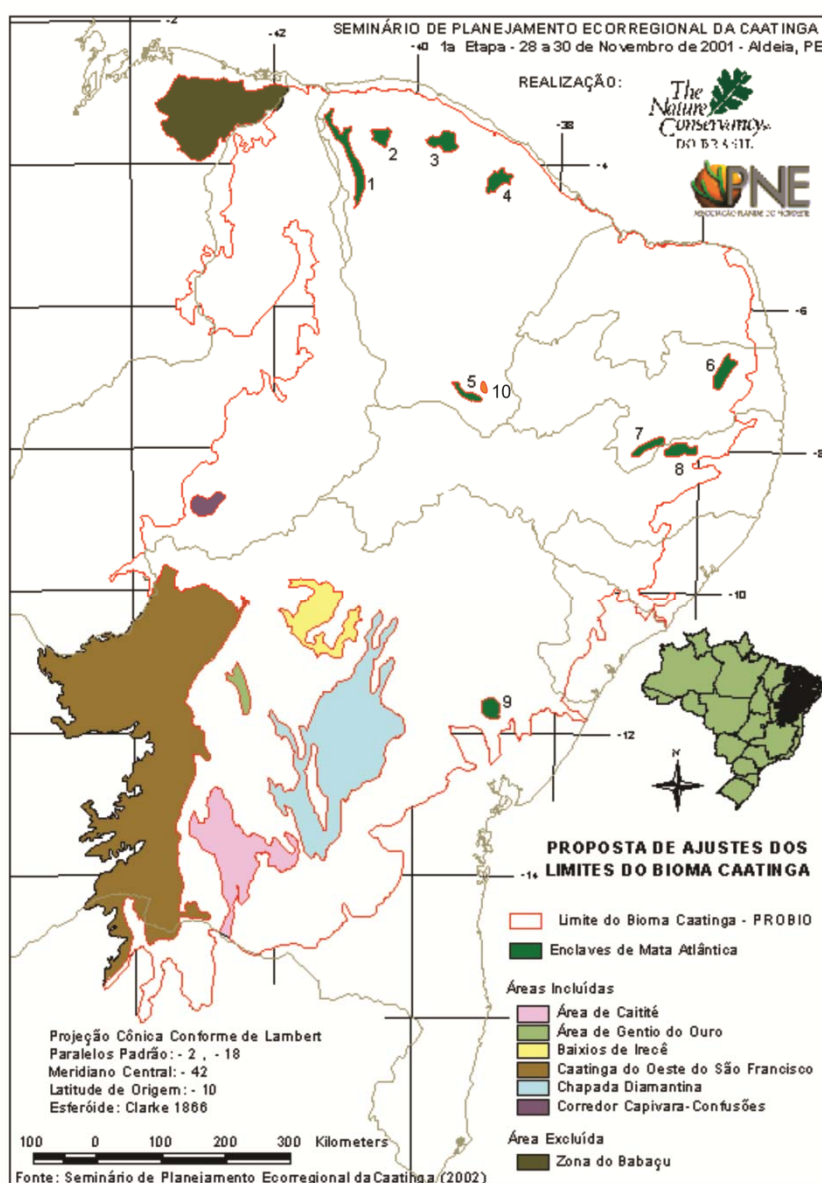 SEMINÁRIO DE PLANEJAMENTO ECORREGIONAL DA CAATINGA
1a Etapa - 28 a 30 de Novembro de 2001 - Aldeia, PE
REALIZAÇÃO:
The
Nature
Conservancy
DO BRASIL
PNE
ASSOCIAÇÃO PLANTAS DO NORDESTE
-2
-42
-40
-38
-4
-6
-8
-10
-12
-14
1
2
3
4
5
10
6
7
8
9
N
PROPOSTA DE AJUSTES DOS
LIMITES DO BIOMA CAATINGA
Limite do Bioma Caatinga - PROBIO
Enclaves de Mata Atlântica
Áreas Incluídas
Área de Caitité
Área de Gentio do Ouro
Baixios de Irecê
Caatinga do Oeste do São Francisco
Chapada Diamantina
Corredor Capivara-Confusões
Área Excluída
Zona do Babaçu
Projeção Cônica Conforme de Lambert
Paralelos Padrão: - 2 , - 18
Meridiano Central: - 42
Latitude de Origem: - 10
Esferóide: Clarke 1866
100 0 100 200 300 Kilometers
Fonte: Seminário de Planejamento Ecorregional da Caatinga (2002)